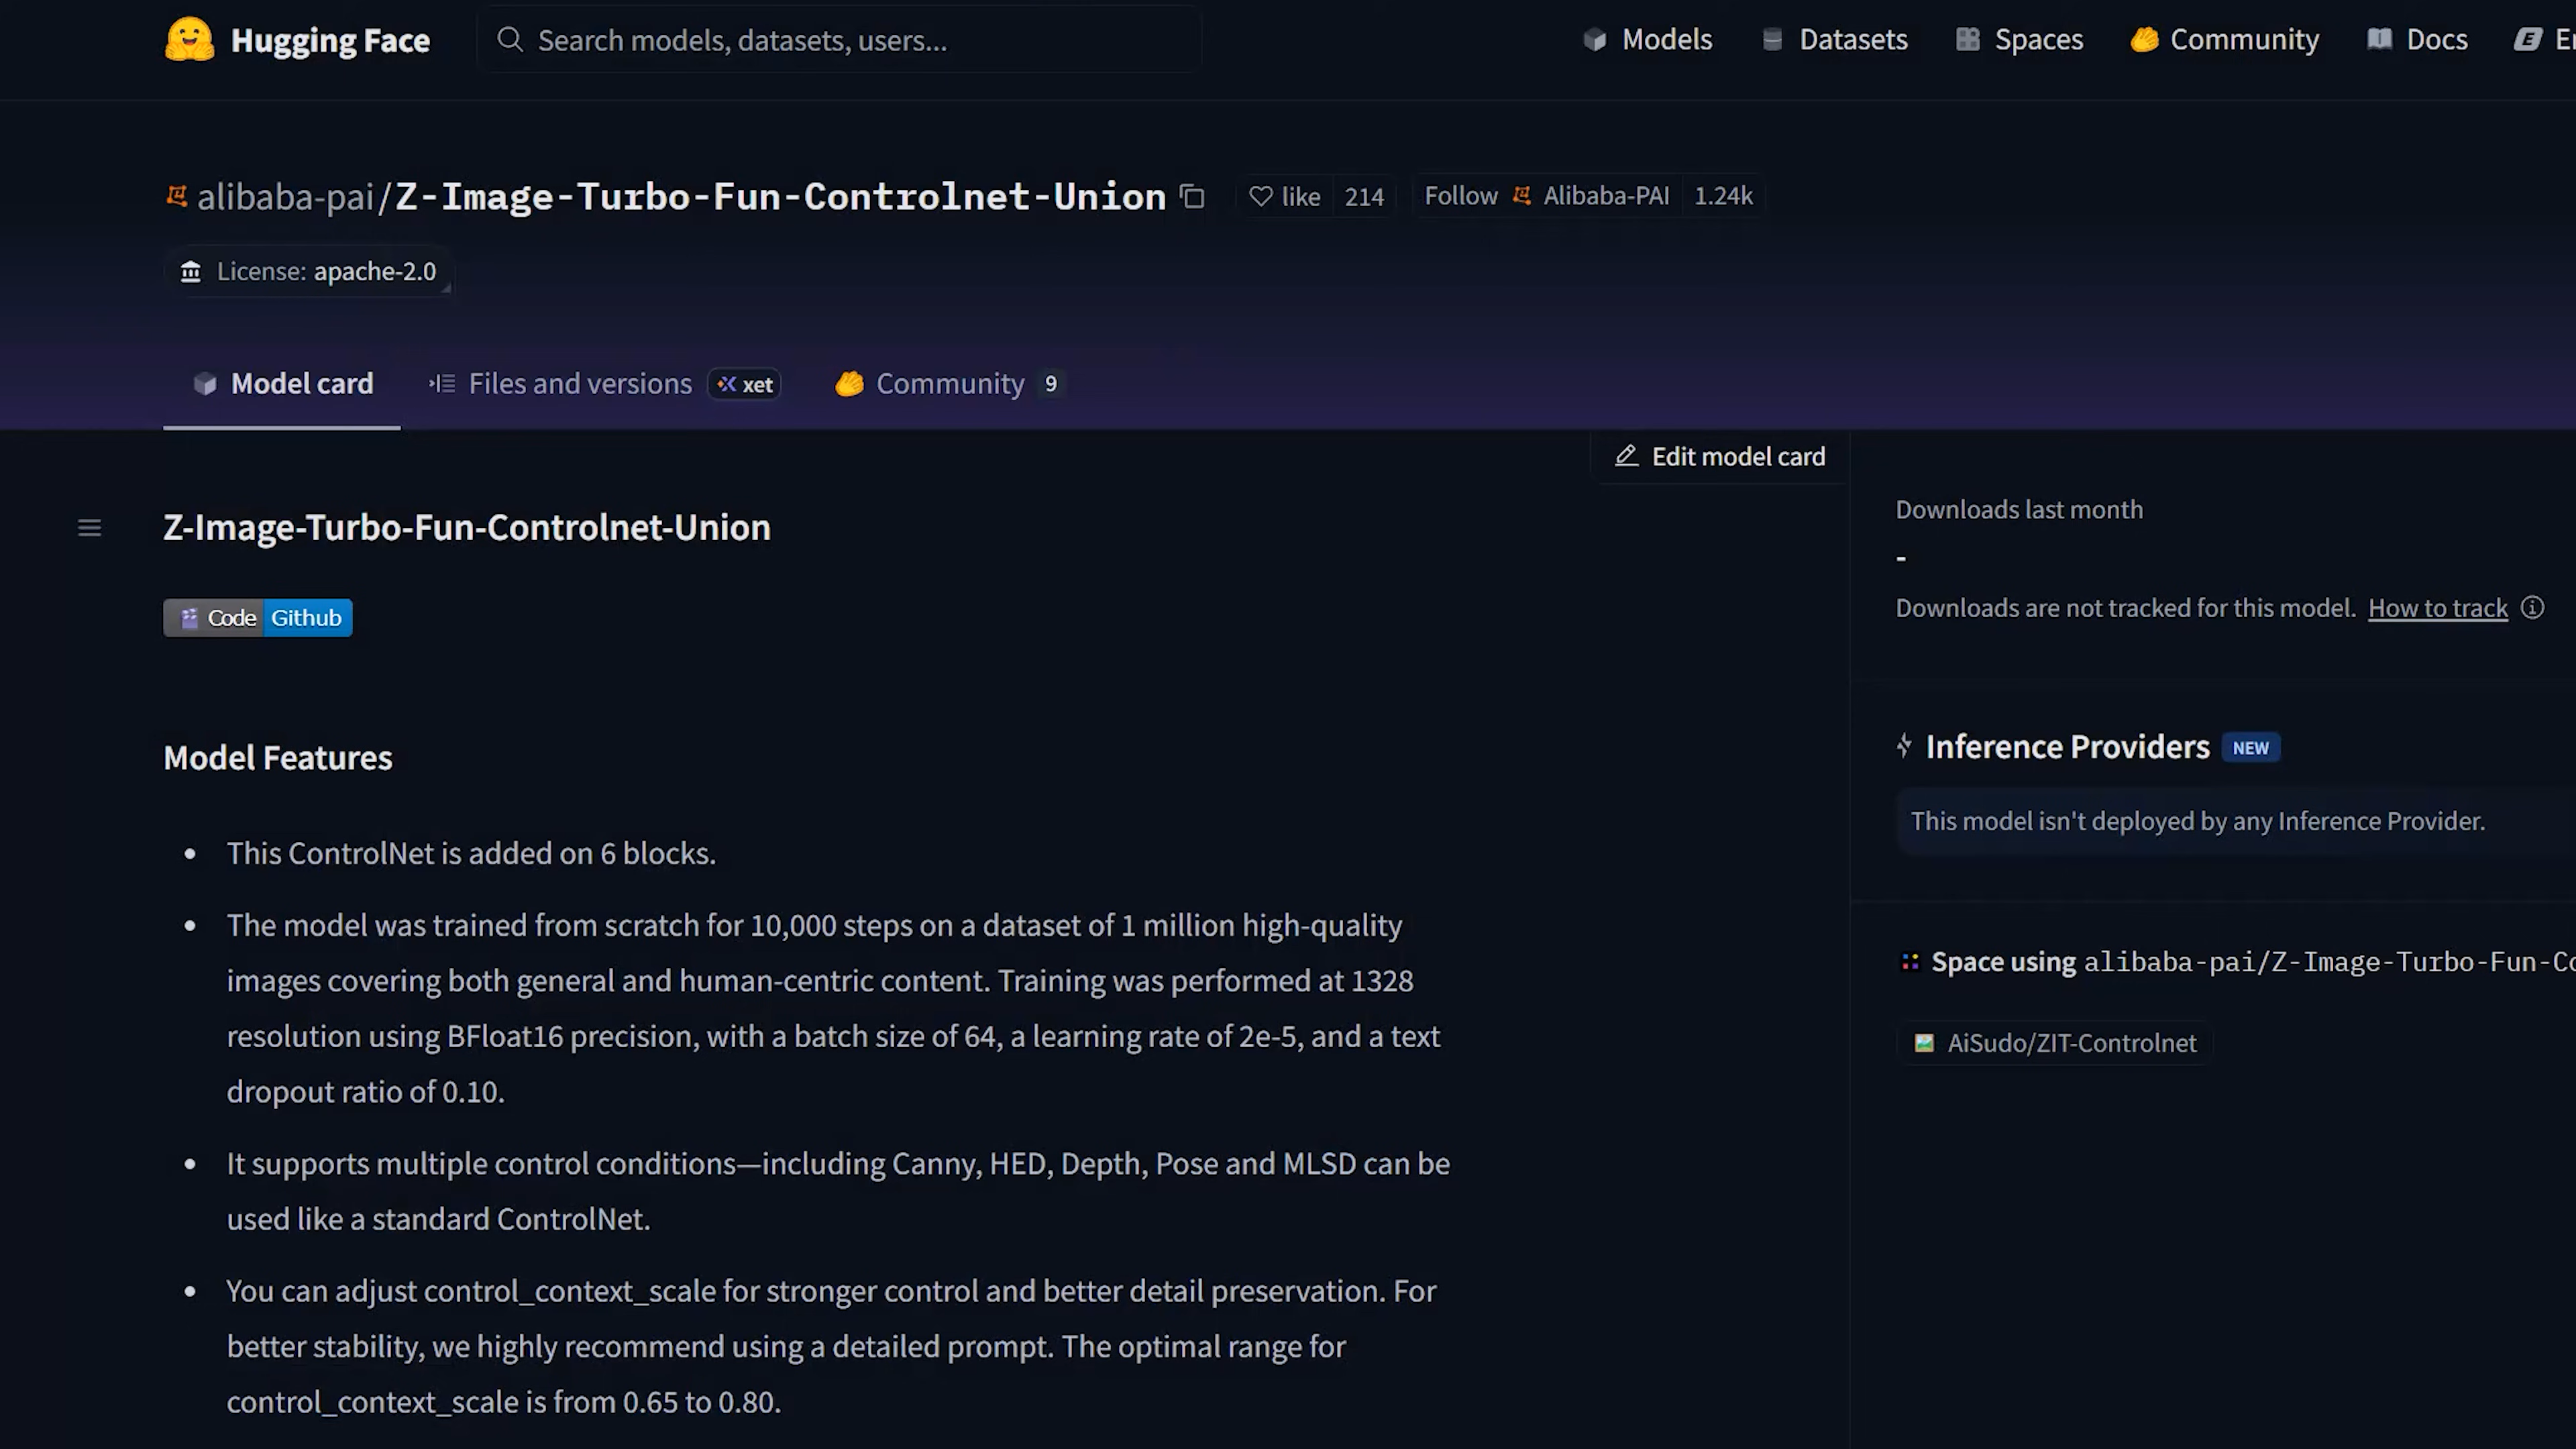 Hugging Face
Search models, datasets, users...
Models
Datasets
Spaces
Community
Docs
alibaba-pai/Z-Image-Turbo-Fun-Controlnet-Union
like 214
Follow Alibaba-PAI 1.24k
License: apache-2.0
Model card
Files and versions xet
Community 9
Edit model card
Z-Image-Turbo-Fun-Controlnet-Union
Code Github
Model Features
This ControlNet is added on 6 blocks.
The model was trained from scratch for 10,000 steps on a dataset of 1 million high-quality
images covering both general and human-centric content. Training was performed at 1328
resolution using BFloat16 precision, with a batch size of 64, a learning rate of 2e-5, and a text
dropout ratio of 0.10.
It supports multiple control conditions—including Canny, HED, Depth, Pose and MLSD can be
used like a standard ControlNet.
You can adjust control_context_scale for stronger control and better detail preservation. For
better stability, we highly recommend using a detailed prompt. The optimal range for
control_context_scale is from 0.65 to 0.80.
Downloads last month
-
Downloads are not tracked for this model. How to track
Inference Providers NEW
This model isn't deployed by any Inference Provider.
Space using alibaba-pai/Z-Image-Turbo-Fun-Co
AiSudo/ZIT-Controlnet